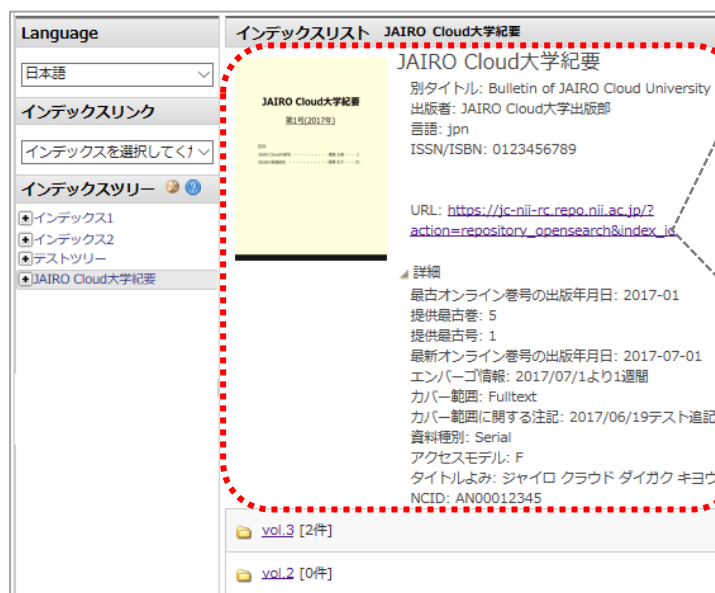 Language
日本語
インデックスリンク
インデックスを選択してくだ
インデックスツリー
インデックス1
インデックス2
テストツリー
JAIRO Cloud大学紀要
インデックスリスト JAIRO Cloud大学紀要
JAIRO Cloud大学紀要
第1号(2017年)
JAIRO Cloud大学紀要
別タイトル: Bulletin of JAIRO Cloud University
出版者: JAIRO Cloud大学出版部
言語: jpn
ISSN/ISBN: 0123456789
URL: https://jc-nii-rc.repo.nii.ac.jp/?
action=repository_opensearch&index_id
詳細
最古オンライン巻号の出版年月日: 2017-01
提供最古巻: 5
提供最古号: 1
最新オンライン巻号の出版年月日: 2017-07-01
エンバーゴ情報: 2017/07/1より1週間
カバー範囲: Fulltext
カバー範囲に関する注記: 2017/06/19テスト追記
資料種別: Serial
アクセスモデル: F
タイトルよみ: ジャイロ クラウド ダイガク キヨウ
NCID: AN00012345
vol.3 [2件]
vol.2 [0件]